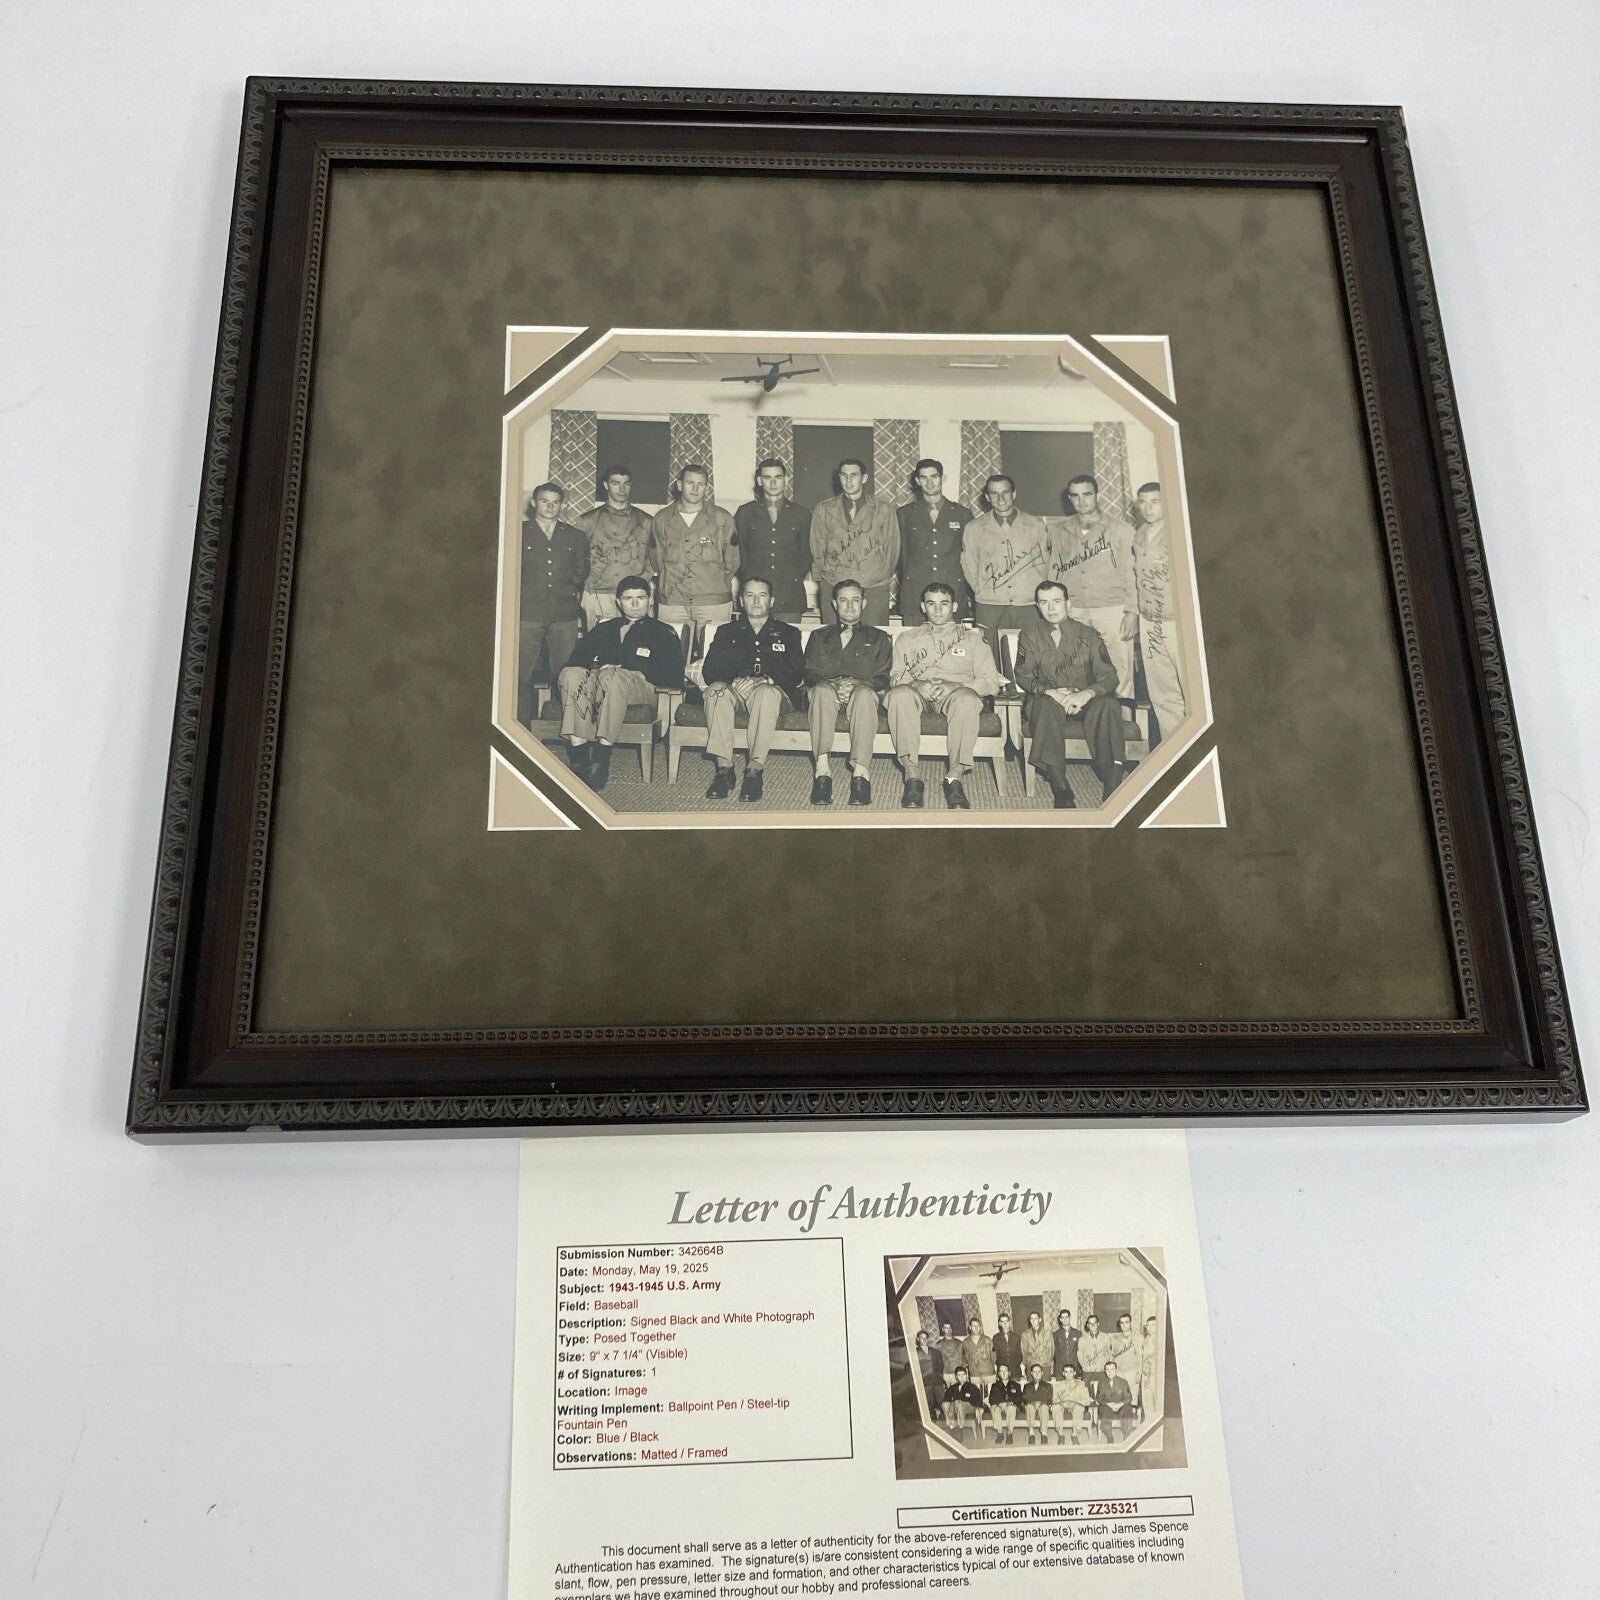 Fred Perry
Homer Beatty
Marvin R
Letter of Authenticity
Submission Number: 342664B
Date: Monday, May 19, 2025
Subject: 1943-1945 U.S. Army
Field: Baseball
Description: Signed Black and White Photograph
Type: Posed Together
Size: 9" x 7 1/4" (Visible)
# of Signatures: 1
Location: Image
Writing Implement: Ballpoint Pen / Steel-tip
Fountain Pen
Color: Blue / Black
Observations: Matted / Framed
Certification Number: ZZ35321
This document shall serve as a letter of authenticity for the above-referenced signature(s), which James Spence
Authentication has examined. The signature(s) is/are consistent considering a wide range of specific qualities including
slant, flow, pen pressure, letter size and formation, and other characteristics typical of our extensive database of known
exemplars we have examined throughout our hobby and professional careers.